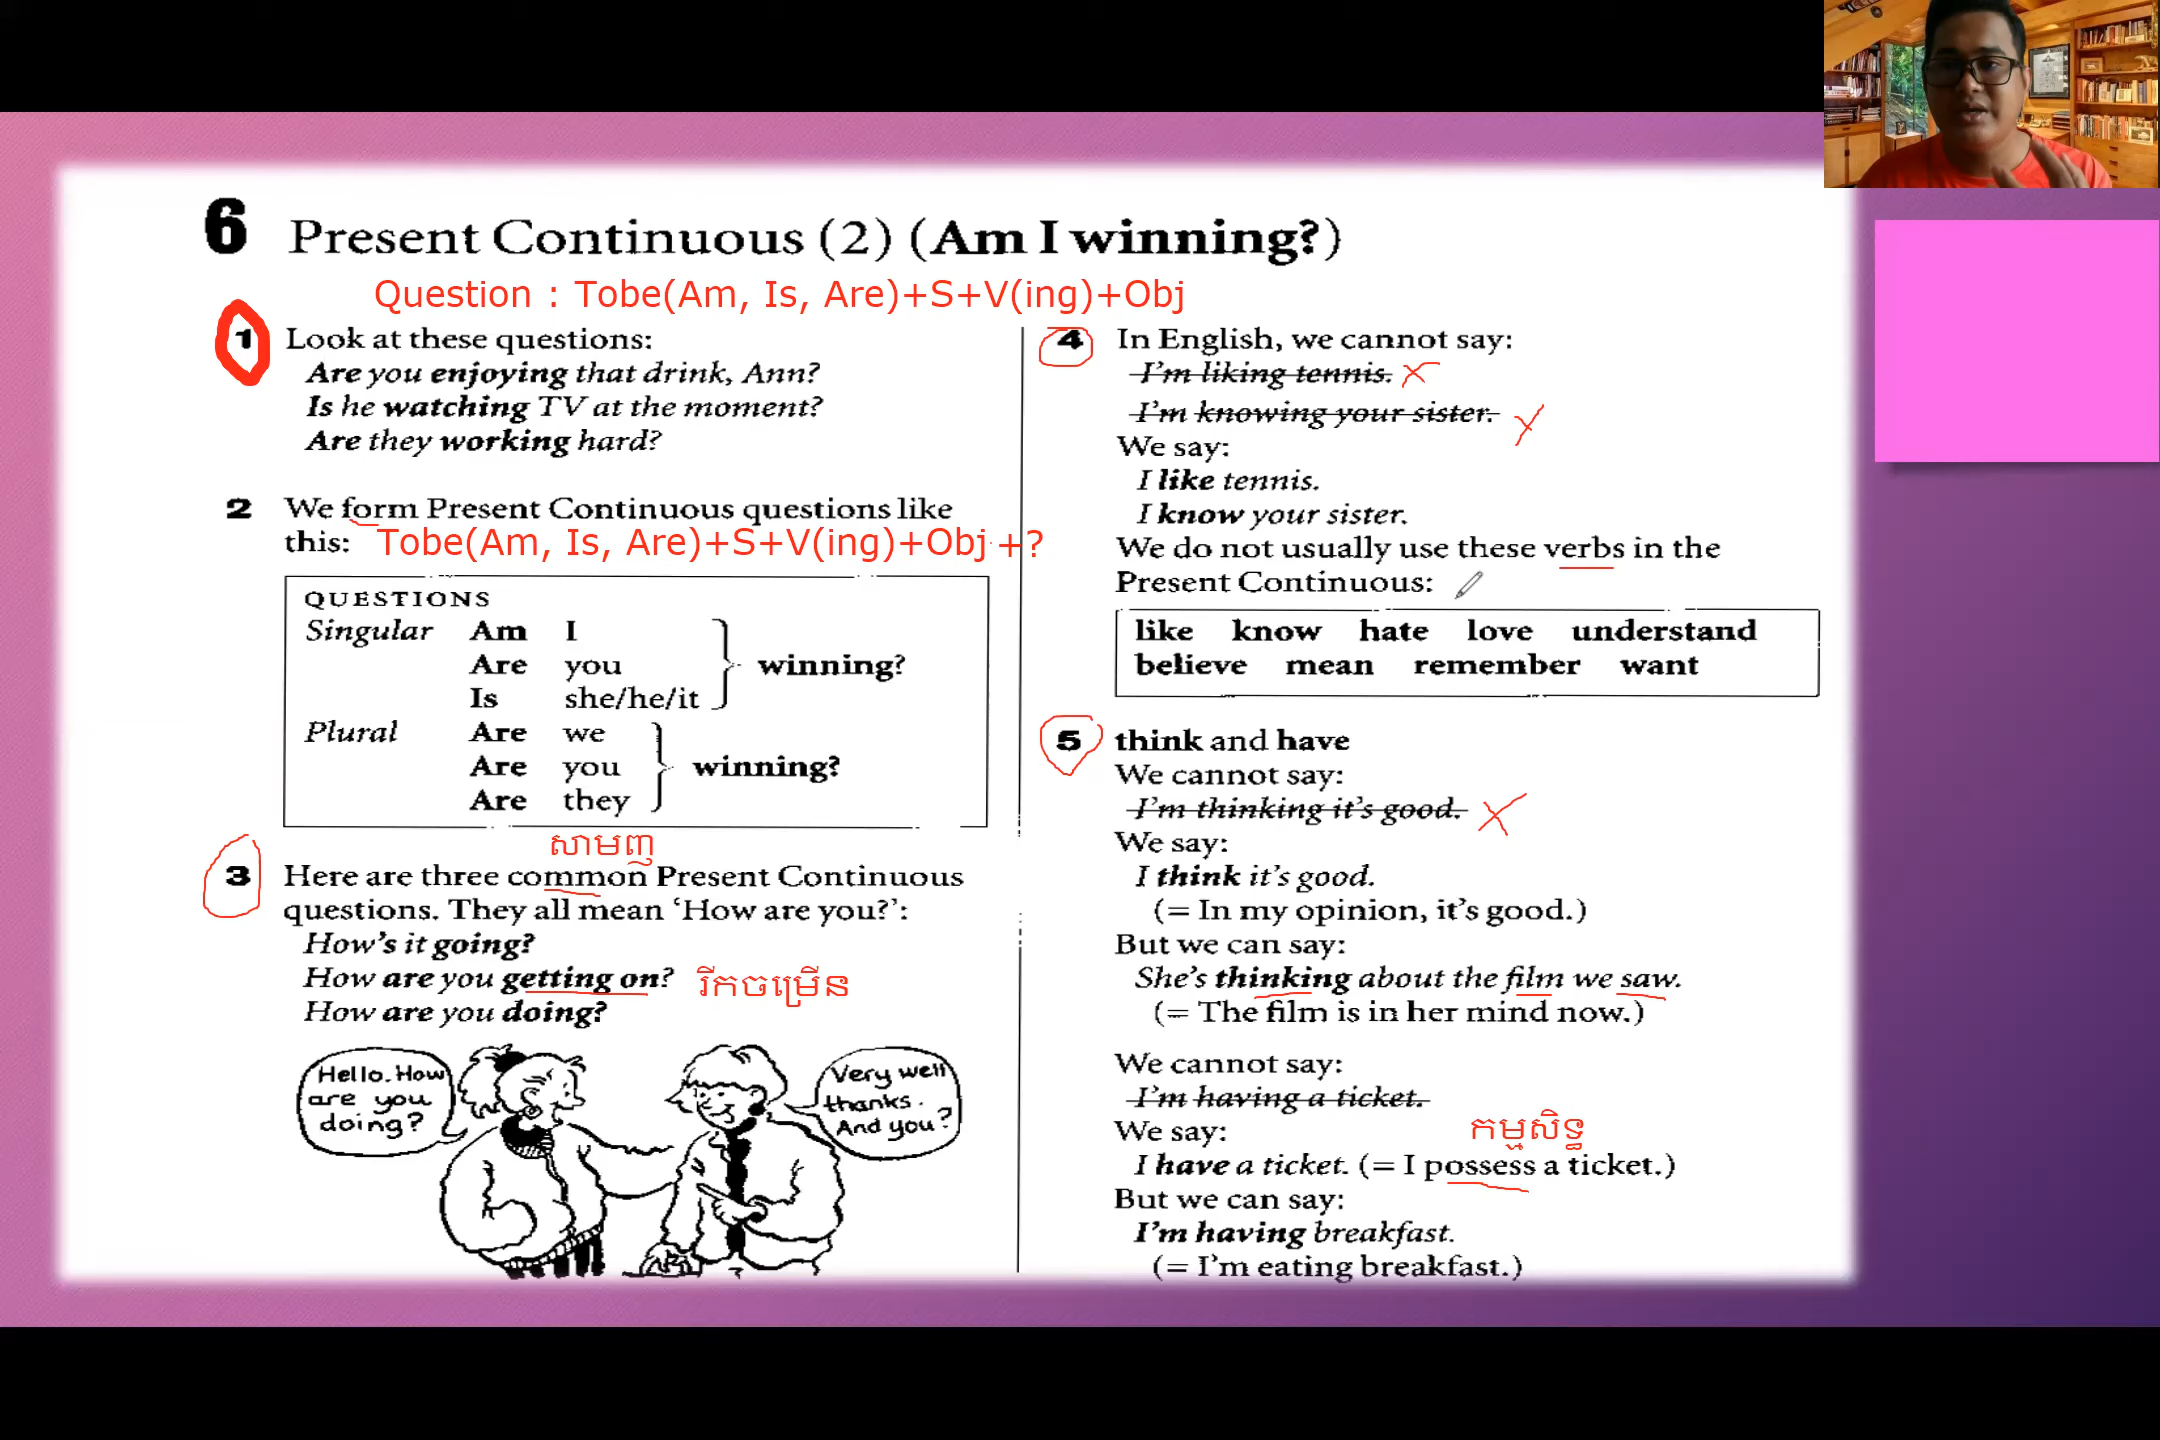 6 Present Continuous (2) (Am I winning?)
Question : Tobe(Am, Is, Are)+S+V(ing)+Obj
1 Look at these questions:
Are you enjoying that drink, Ann?
Is he watching TV at the moment?
Are they working hard?
2 We form Present Continuous questions like
this: Tobe(Am, Is, Are)+S+V(ing)+Obj +?
QUESTIONS
Singular Am I
Are you winning?
Is she/he/it
Plural Are we
Are you winning?
Are they
សាមញ្ញ
3 Here are three common Present Continuous
questions. They all mean ‘How are you?’:
How's it going?
How are you getting on? រីកចម្រើន
How are you doing?
Hello. How
are you
doing?
Very well
thanks.
And you?
4 In English, we cannot say:
I'm liking tennis.
I'm knowing your sister.
We say:
I like tennis.
I know your sister.
We do not usually use these verbs in the
Present Continuous:
like know hate love understand
believe mean remember want
5 think and have
We cannot say:
I'm thinking it's good.
We say:
I think it's good.
(= In my opinion, it's good.)
But we can say:
She's thinking about the film we saw.
(= The film is in her mind now.)
We cannot say:
I'm having a ticket.
We say:
កម្មសិទ្ធ
I have a ticket. (= I possess a ticket.)
But we can say:
I'm having breakfast.
(= I'm eating breakfast.)